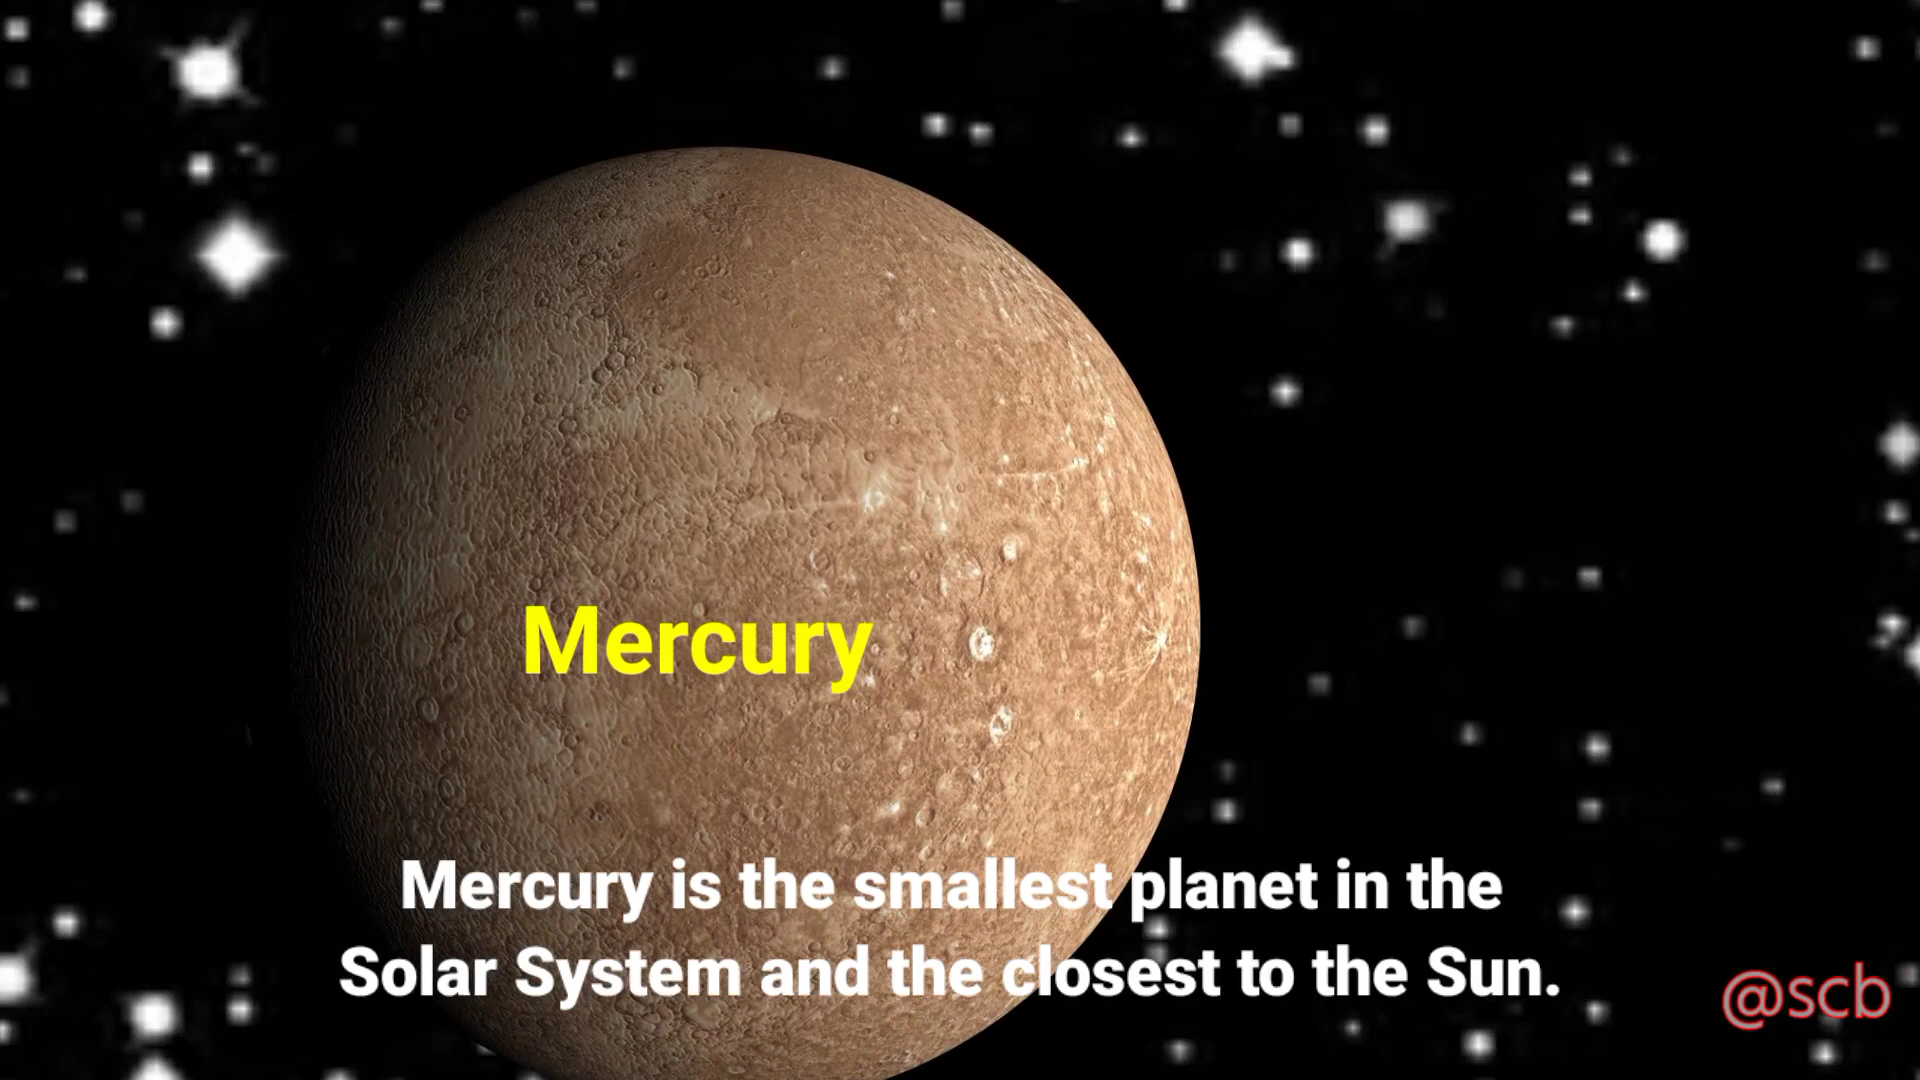 Mercury
Mercury is the smallest planet in the
Solar System and the closest to the Sun.
@scb